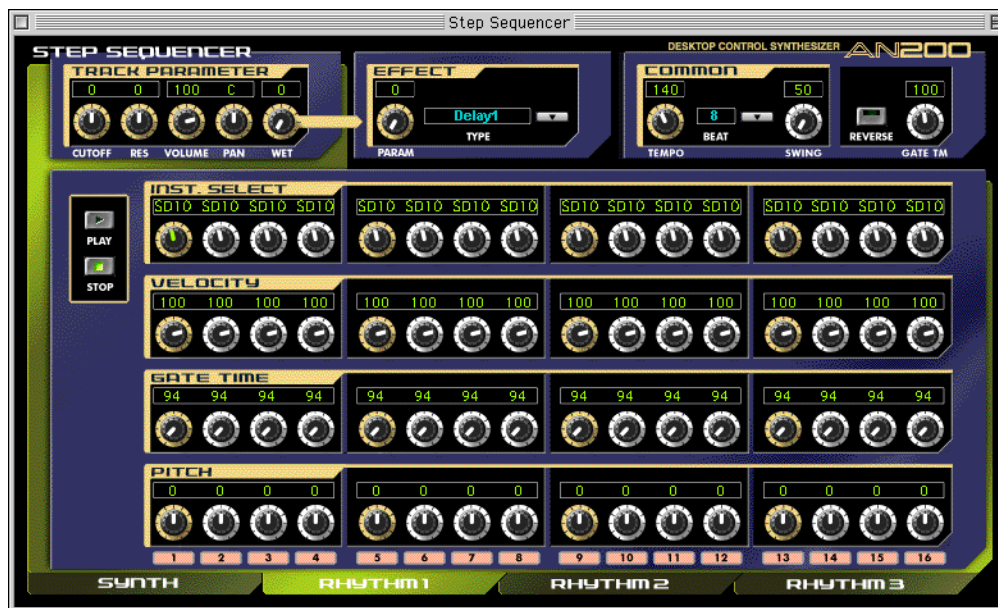 Step Sequencer
STEP SEQUENCER
DESKTOP CONTROL SYNTHESIZER AN200
TRACK PARAMETER
0 0 100 C 0
CUTOFF RES VOLUME PAN WET
EFFECT
0
Delay1
TYPE
PARAM
COMMON
140 8 50
BEAT
TEMPO SWING
100
REVERSE
GATE TM
PLAY
STOP
INST. SELECT
SD10 SD10 SD10 SD10 SD10 SD10 SD10 SD10 SD10 SD10 SD10 SD10 SD10 SD10 SD10 SD10
VELOCITY
100 100 100 100 100 100 100 100 100 100 100 100 100 100 100 100
GATE TIME
94 94 94 94 94 94 94 94 94 94 94 94 94 94 94 94
PITCH
0 0 0 0 0 0 0 0 0 0 0 0 0 0 0 0
1 2 3 4 5 6 7 8 9 10 11 12 13 14 15 16
SYNTH RHYTHM 1 RHYTHM 2 RHYTHM 3